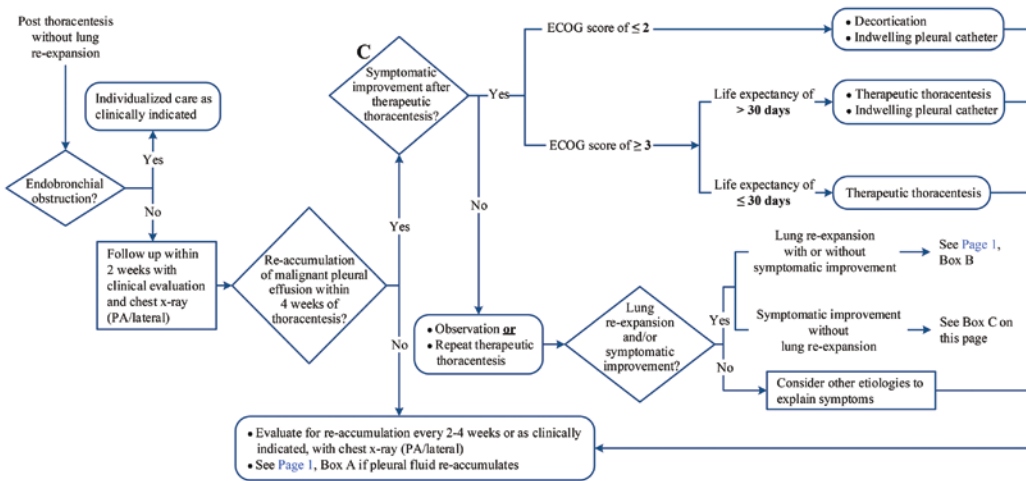 Post thoracentesis
without lung
re-expansion
Individualized care as
clinically indicated
Yes
Endobronchial
obstruction?
No
Follow up within
2 weeks with
clinical evaluation
and chest x-ray
(PA/lateral)
Re-accumulation
of malignant pleural
effusion within
4 weeks of
thoracentesis?
Yes
No
C
Symptomatic
improvement after
therapeutic
thoracentesis?
Yes
No
ECOG score of ≤ 2
• Decortication
• Indwelling pleural catheter
ECOG score of ≥ 3
Life expectancy of
> 30 days
• Therapeutic thoracentesis
• Indwelling pleural catheter
Life expectancy of
≤ 30 days
Therapeutic thoracentesis
• Observation or
• Repeat therapeutic
thoracentesis
Lung
re-expansion
and/or
symptomatic
improvement?
Yes
No
Lung re-expansion
with or without
symptomatic improvement
See Page 1,
Box B
Symptomatic improvement
without
lung re-expansion
See Box C on
this page
Consider other etiologies to
explain symptoms
• Evaluate for re-accumulation every 2-4 weeks or as clinically
indicated, with chest x-ray (PA/lateral)
• See Page 1, Box A if pleural fluid re-accumulates